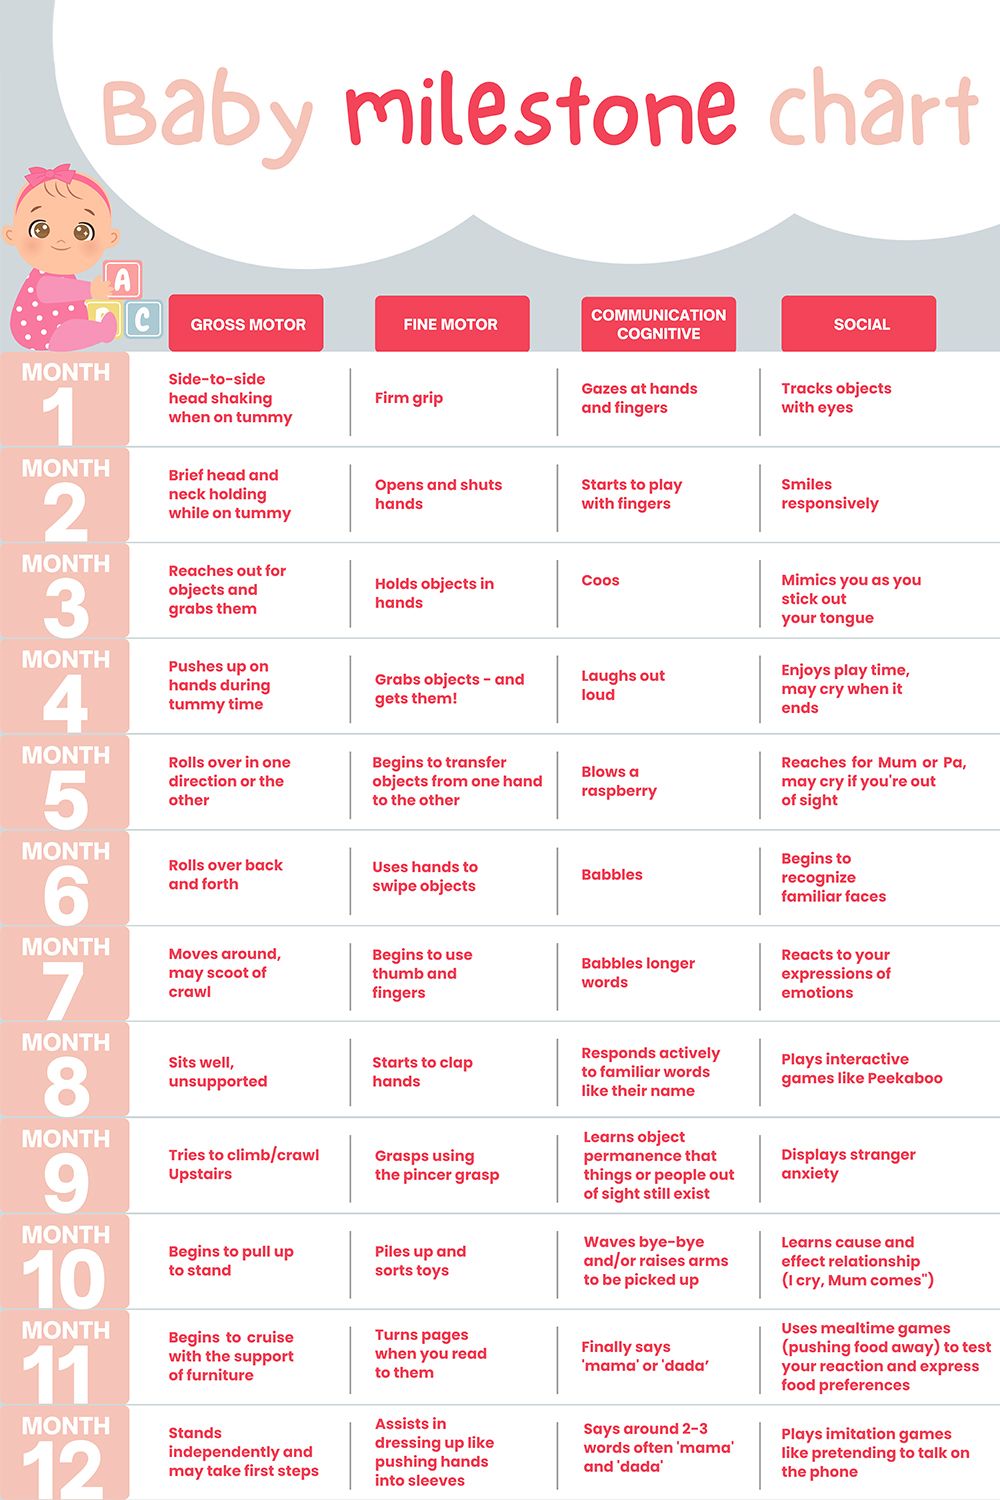 Baby milestone chart
A
C
GROSS MOTOR
FINE MOTOR
COMMUNICATION
COGNITIVE
SOCIAL
MONTH
1
Side-to-side
head shaking
when on tummy
Firm grip
Gazes at hands
and fingers
Tracks objects
with eyes
MONTH
2
Brief head and
neck holding
while on tummy
Opens and shuts
hands
Starts to play
with fingers
Smiles
responsively
MONTH
3
Reaches out for
objects and
grabs them
Holds objects in
hands
Coos
Mimics you as you
stick out
your tongue
MONTH
4
Pushes up on
hands during
tummy time
Grabs objects - and
gets them!
Laughs out
loud
Enjoys play time,
may cry when it
ends
MONTH
5
Rolls over in one
direction or the
other
Begins to transfer
objects from one hand
to the other
Blows a
raspberry
Reaches for Mum or Pa,
may cry if you're out
of sight
MONTH
6
Rolls over back
and forth
Uses hands to
swipe objects
Babbles
Begins to
recognize
familiar faces
MONTH
7
Moves around,
may scoot of
crawl
Begins to use
thumb and
fingers
Babbles longer
words
Reacts to your
expressions of
emotions
MONTH
8
Sits well,
unsupported
Starts to clap
hands
Responds actively
to familiar words
like their name
Plays interactive
games like Peekaboo
MONTH
9
Tries to climb/crawl
Upstairs
Grasps using
the pincer grasp
Learns object
permanence that
things or people out
of sight still exist
Displays stranger
anxiety
MONTH
10
Begins to pull up
to stand
Piles up and
sorts toys
Waves bye-bye
and/or raises arms
to be picked up
Learns cause and
effect relationship
(I cry, Mum comes")
MONTH
11
Begins to cruise
with the support
of furniture
Turns pages
when you read
to them
Finally says
'mama' or 'dada’
Uses mealtime games
(pushing food away) to test
your reaction and express
food preferences
MONTH
12
Stands
independently and
may take first steps
Assists in
dressing up like
pushing hands
into sleeves
Says around 2-3
words often 'mama'
and 'dada'
Plays imitation games
like pretending to talk on
the phone